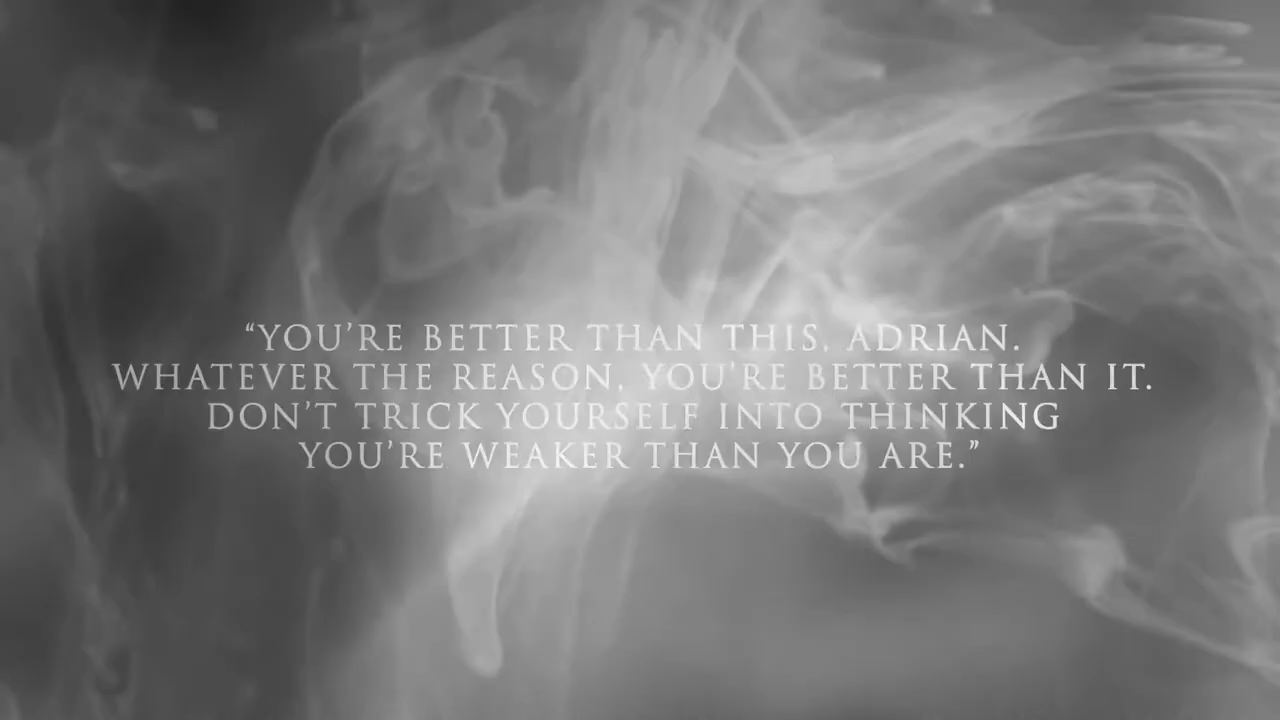 “YOU’RE BETTER THAN THIS, ADRIAN.
WHATEVER THE REASON, YOU’RE BETTER THAN IT.
DON’T TRICK YOURSELF INTO THINKING
YOU’RE WEAKER THAN YOU ARE.”